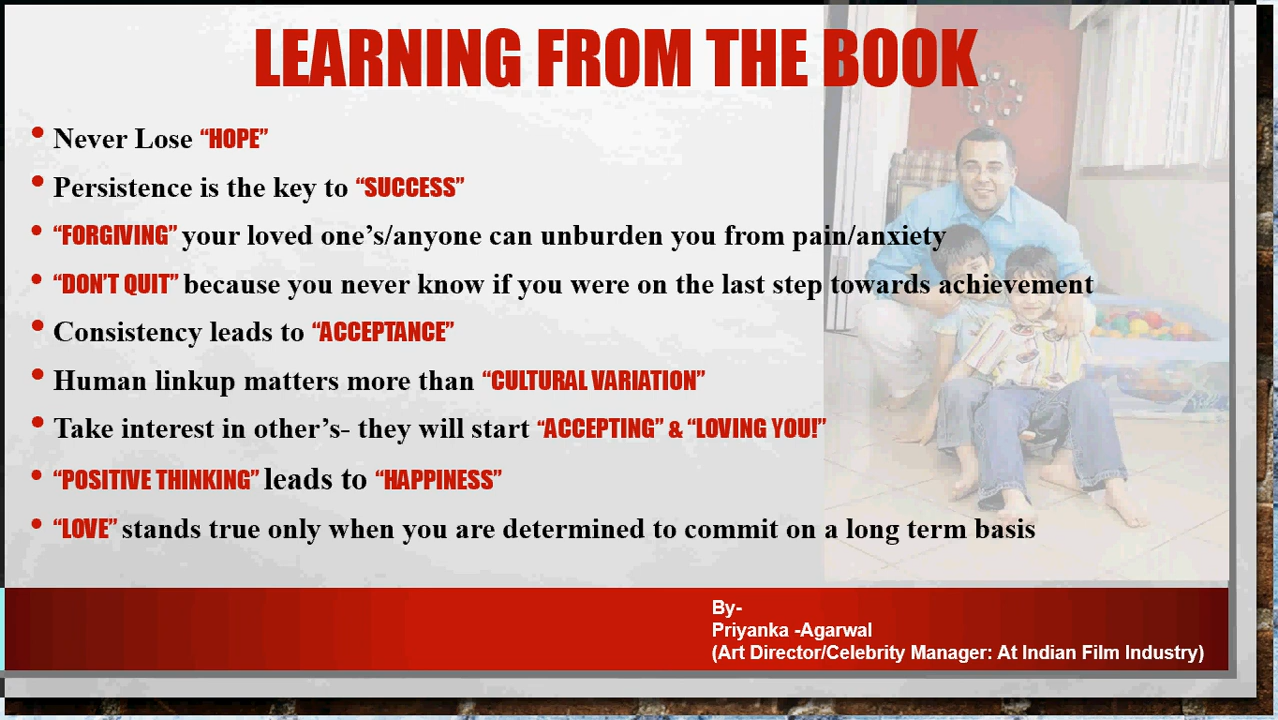 LEARNING FROM THE BOOK
• Never Lose “HOPE”
• Persistence is the key to “SUCCESS”
• “FORGIVING” your loved one’s/anyone can unburden you from pain/anxiety
• “DON’T QUIT” because you never know if you were on the last step towards achievement
• Consistency leads to “ACCEPTANCE”
• Human linkup matters more than “CULTURAL VARIATION”
• Take interest in other’s- they will start “ACCEPTING” & “LOVING YOU!”
• “POSITIVE THINKING” leads to “HAPPINESS”
• “LOVE” stands true only when you are determined to commit on a long term basis
By-
Priyanka -Agarwal
(Art Director/Celebrity Manager: At Indian Film Industry)